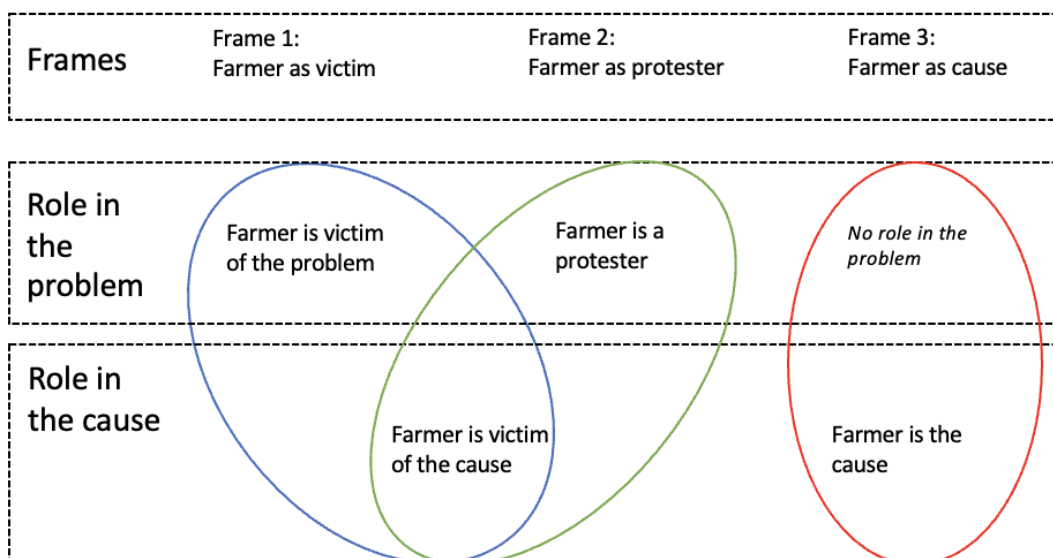 Frames
Frame 1:
Farmer as victim
Frame 2:
Farmer as protester
Frame 3:
Farmer as cause
Role in
the
problem
Farmer is victim
of the problem
Farmer is a
protester
No role in the
problem
Role in
the cause
Farmer is victim
of the cause
Farmer is the
cause